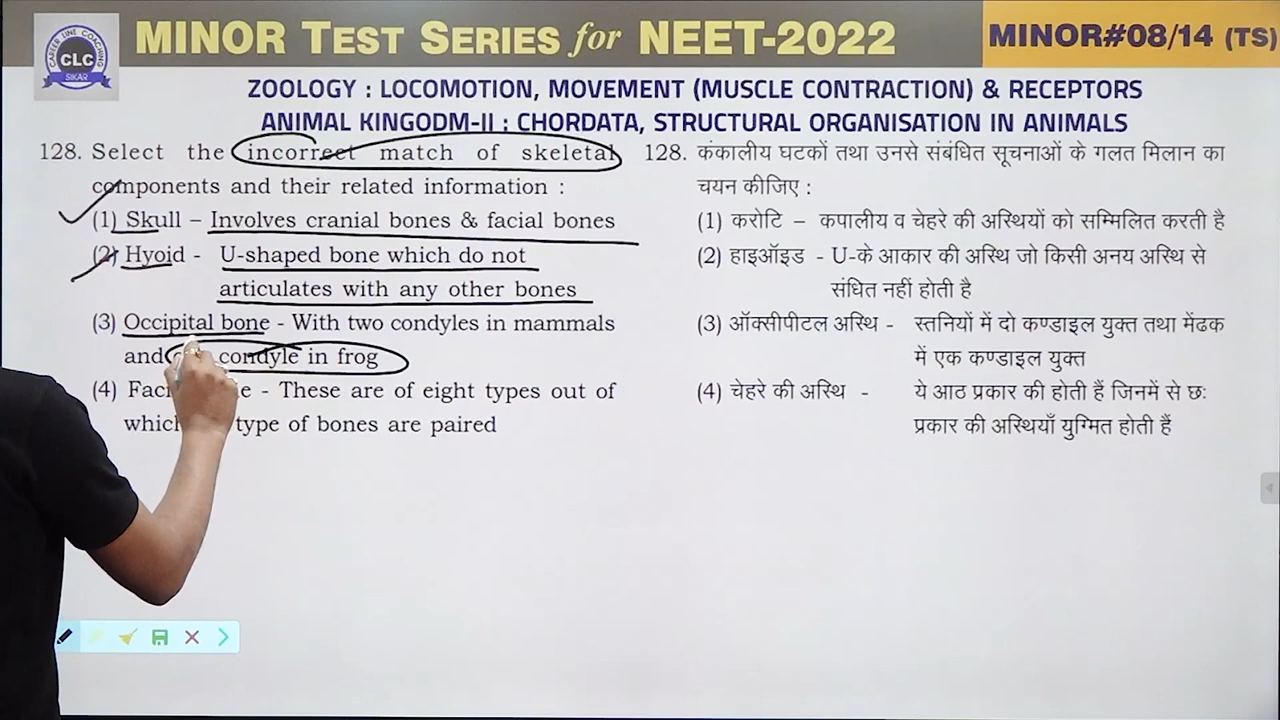 CAREER LINE COACHING
CLC
SIKAR
MINOR TEST SERIES for NEET-2022
MINOR#08/14 (TS)
ZOOLOGY : LOCOMOTION, MOVEMENT (MUSCLE CONTRACTION) & RECEPTORS
ANIMAL KINGODM-II : CHORDATA, STRUCTURAL ORGANISATION IN ANIMALS
128. Select the incorrect match of skeletal
components and their related information :
(1) Skull – Involves cranial bones & facial bones
(2) Hyoid - U-shaped bone which do not
articulates with any other bones
(3) Occipital bone - With two condyles in mammals
and condyle in frog
(4) - These are of eight types out of
type of bones are paired
128. कंकालीय घटकों तथा उनसे संबंधित सूचनाओं के गलत मिलान का
चयन कीजिए :
(1) करोटि – कपालीय व चेहरे की अस्थियों को सम्मिलित करती है
(2) हाइऑइड - U-के आकार की अस्थि जो किसी अनय अस्थि से
संधित नहीं होती है
(3) ऑक्सीपीटल अस्थि - स्तनियों में दो कण्डाइल युक्त तथा मेंढक
में एक कण्डाइल युक्त
(4) चेहरे की अस्थि - ये आठ प्रकार की होती हैं जिनमें से छः
प्रकार की अस्थियाँ युग्मित होती हैं